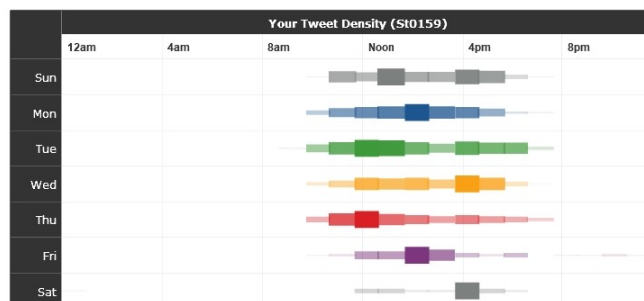 Your Tweet Density (St0159)
12am 4am 8am Noon 4pm 8pm
Sun
Mon
Tue
Wed
Thu
Fri
Sat